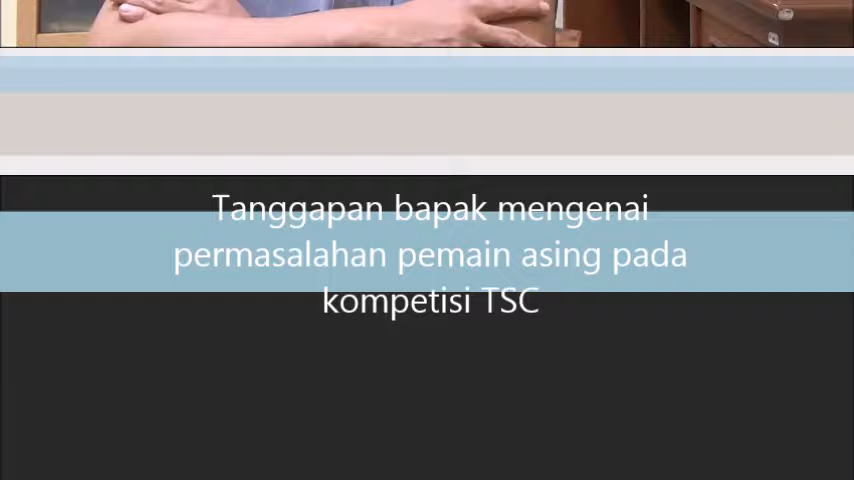 Tanggapan bapak mengenai
permasalahan pemain asing pada
kompetisi TSC